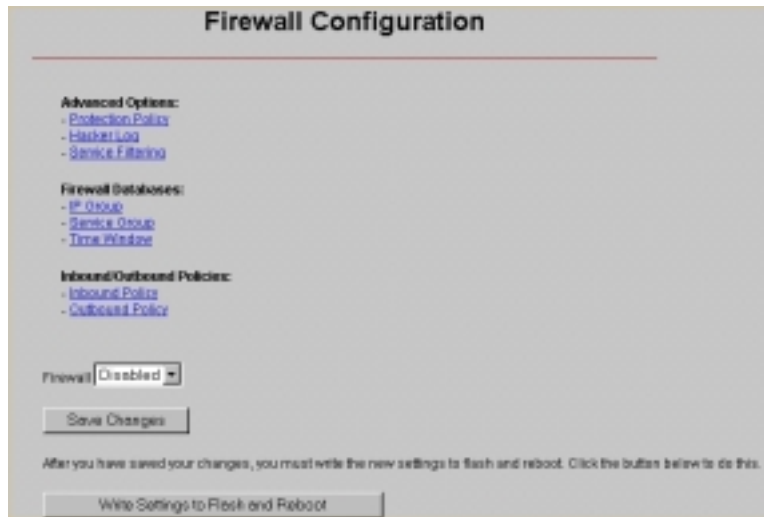 Firewall Configuration
Advanced Options:
- Protection Policy
- Hacker Log
- Service Filtering
Firewall Databases:
- IP Group
- Service Group
- Time Window
Inbound/Outbound Policies:
- Inbound Policy
- Outbound Policy
Firewall Disabled
Save Changes
After you have saved your changes, you must write the new settings to flash and reboot. Click the button below to do this.
Write Settings to Flash and Reboot